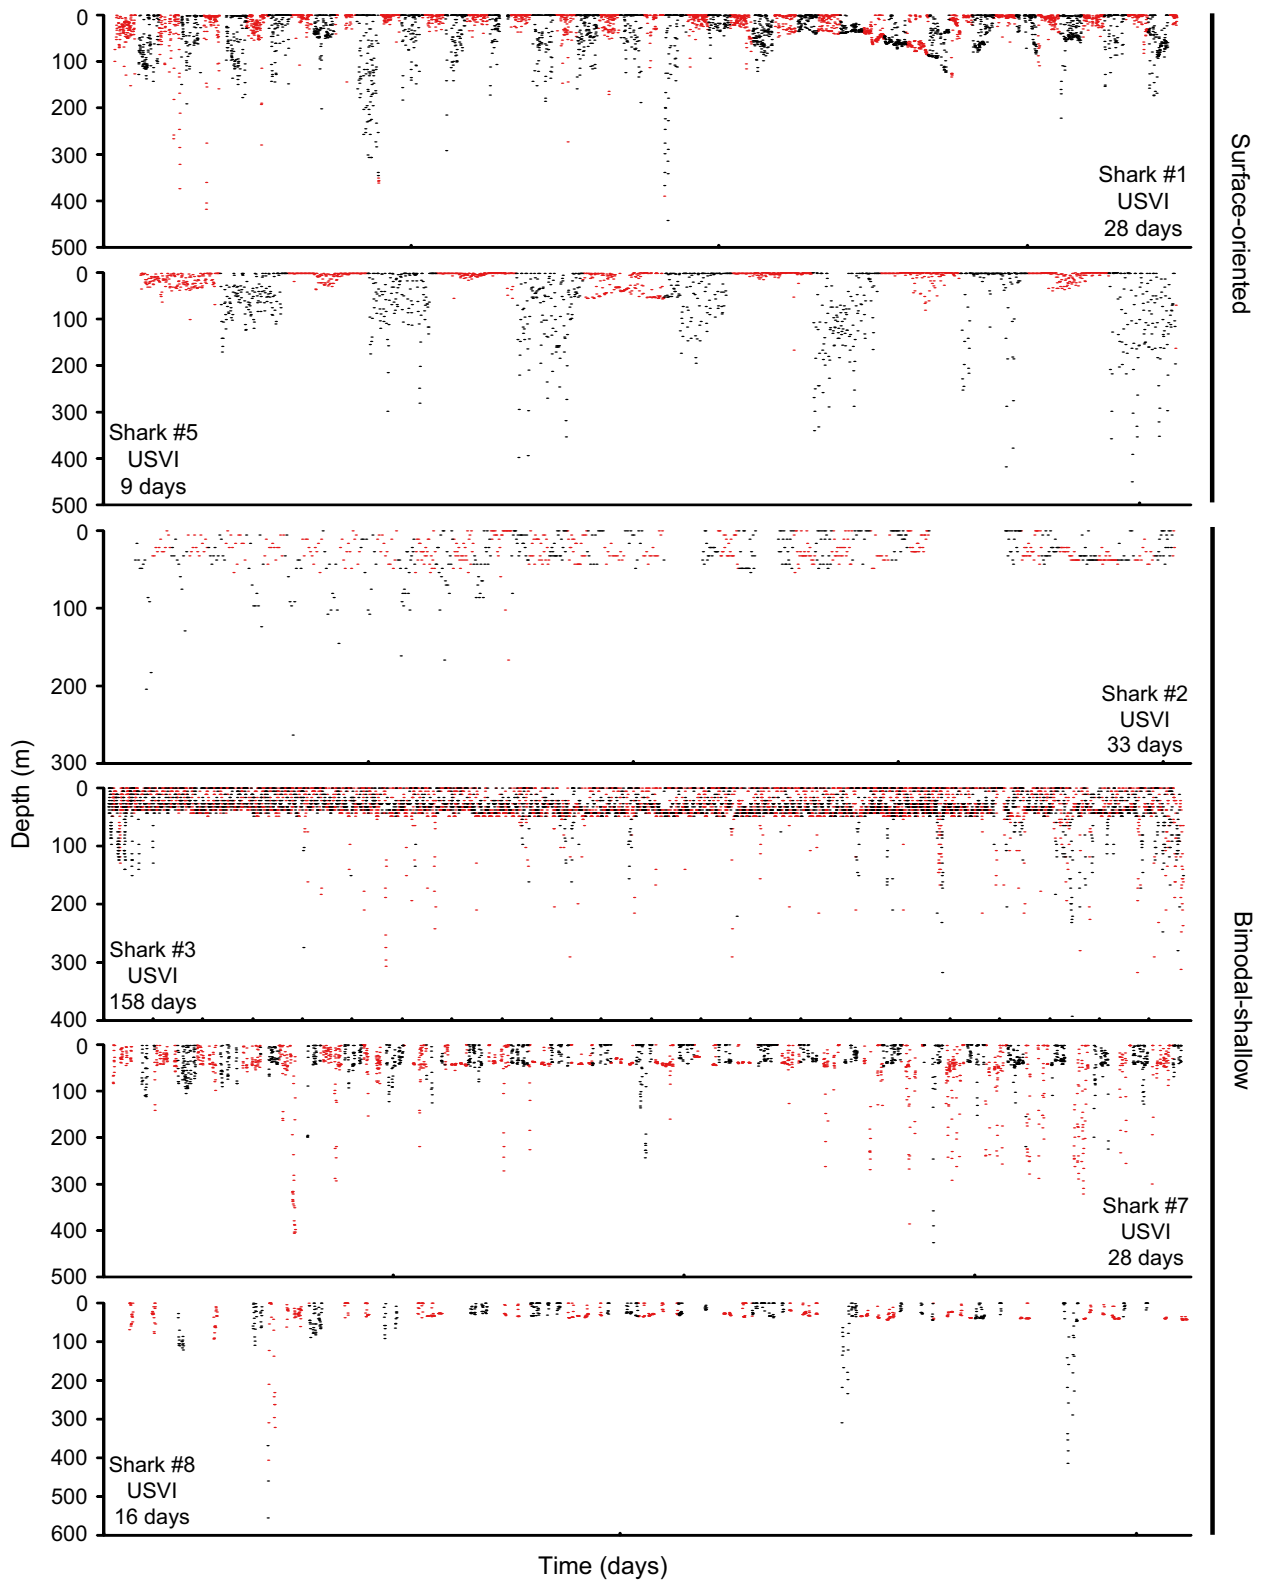 0
100
200
300
400
500
Shark #1
USVI
28 days
0
100
200
300
400
500
Shark #5
USVI
9 days
Surface-oriented
0
100
200
300
Shark #2
USVI
33 days
Depth (m)
0
100
200
300
400
Shark #3
USVI
158 days
0
100
200
300
400
500
Shark #7
USVI
28 days
0
100
200
300
400
500
600
Shark #8
USVI
16 days
Bimodal-shallow
Time (days)